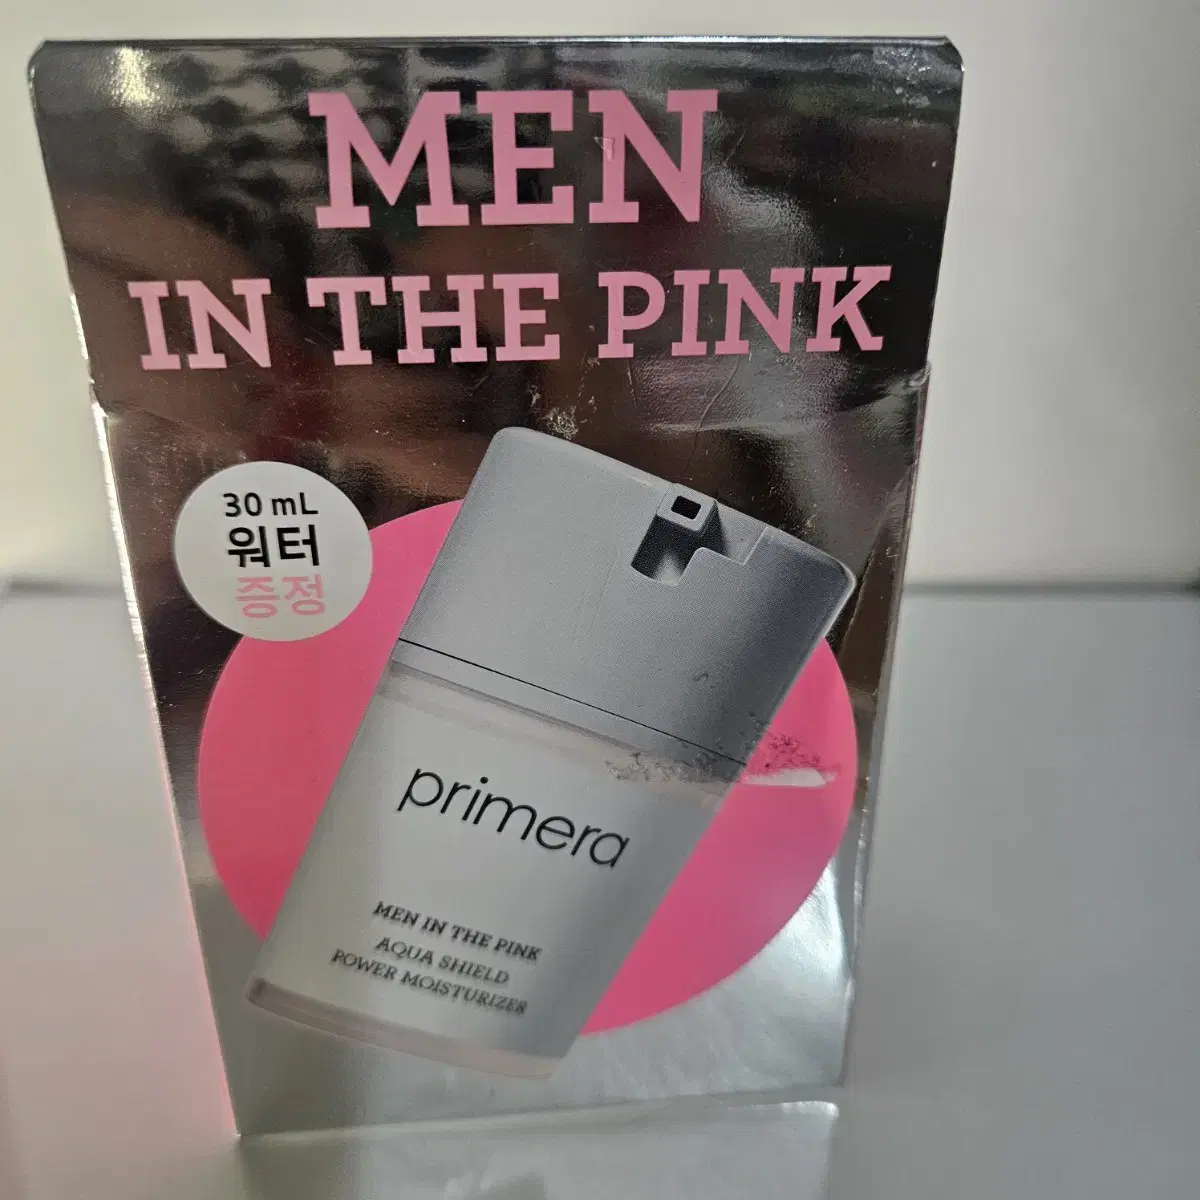 MEN
IN THE PINK
30 mL
워터
증정
primera
MEN IN THE PINK
AQUA SHIELD
POWER MOISTURIZER